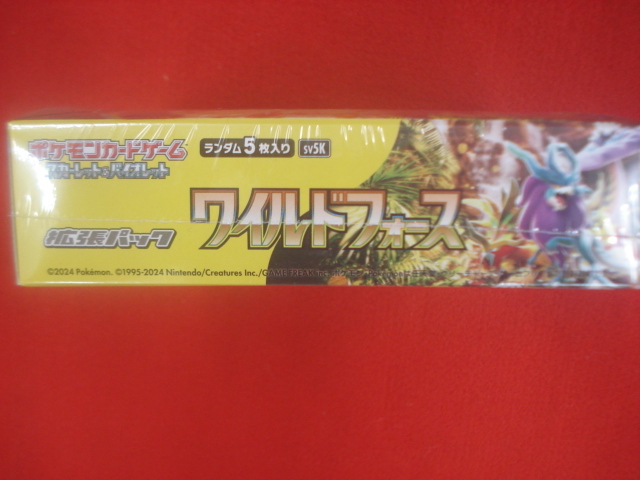 ポケモンカードゲーム
スカーレット&バイオレット
ランダム5枚入り
SV5K
ワイルドフォース
拡張パック
©2024 Pokémon. ©1995-2024 Nintendo/Creatures Inc./GAME FREAK inc.